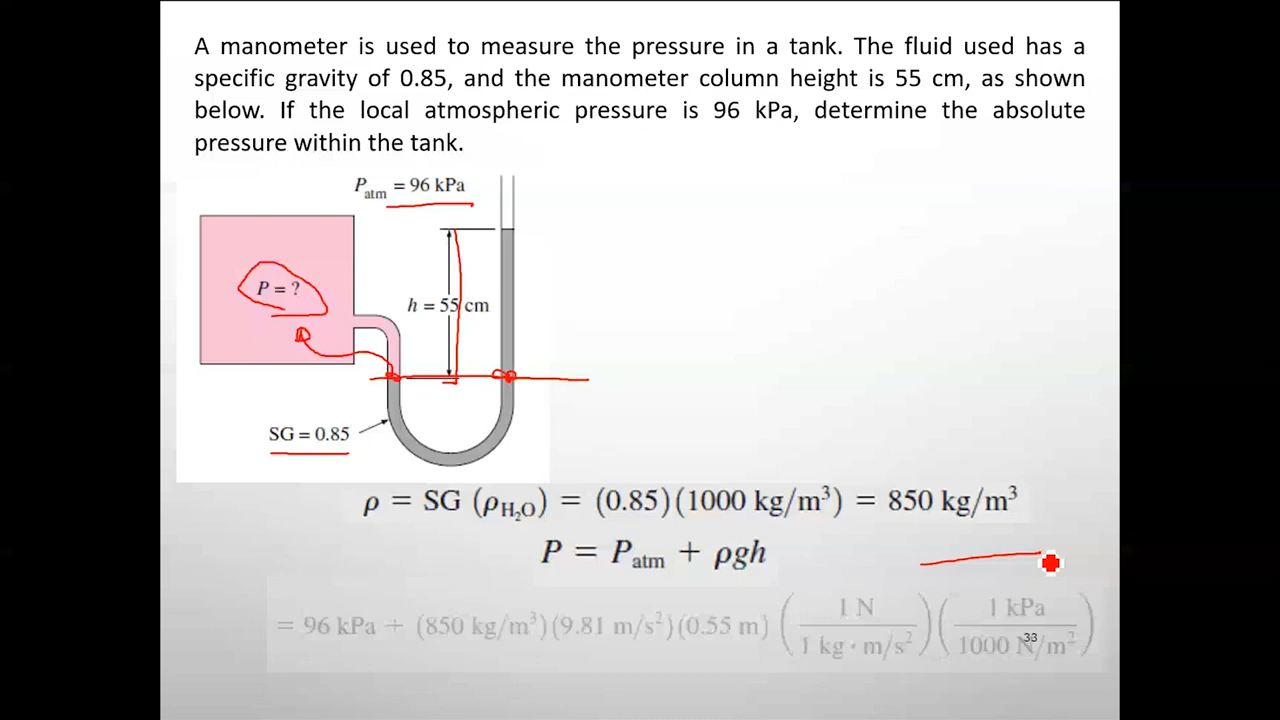 A manometer is used to measure the pressure in a tank. The fluid used has a
specific gravity of 0.85, and the manometer column height is 55 cm, as shown
below. If the local atmospheric pressure is 96 kPa, determine the absolute
pressure within the tank.
P_atm = 96 kPa
P = ?
h = 55 cm
SG = 0.85
ρ = SG (ρ_H₂O) = (0.85)(1000 kg/m³) = 850 kg/m³
P = P_atm + ρgh
= 96 kPa + (850 kg/m³)(9.81 m/s²)(0.55 m) (1 N / 1 kg · m/s²)(1 kPa / 1000 N/m²)
33